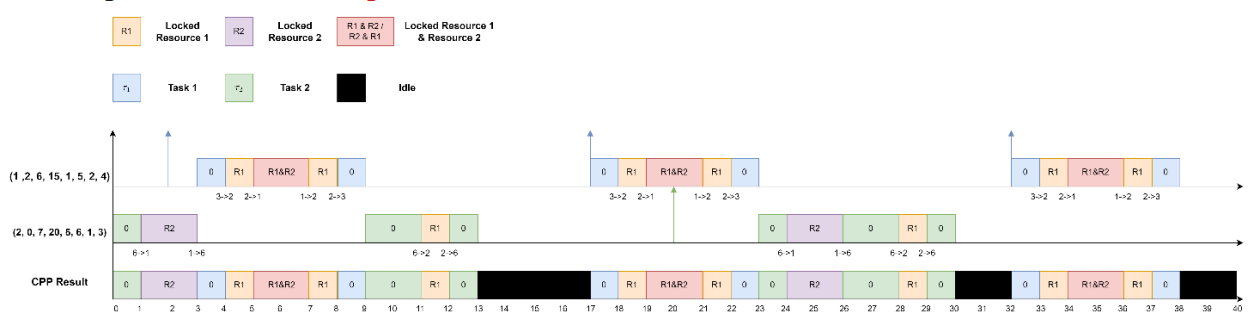 R1
Locked
Resource 1
R2
Locked
Resource 2
R1 & R2 /
R2 & R1
Locked Resource 1
& Resource 2
τ1 Task 1 τ2 Task 2 Idle
(1 ,2, 6, 15, 1, 5, 2, 4) 0 R1 R1&R2 R1 0 0 R1 R1&R2 R1 0 0 R1 R1&R2 R1 0
3->2 2->1 1->2 2->3 3->2 2->1 1->2 2->3 3->2 2->1 1->2 2->3
(2, 0, 7, 20, 5, 6, 1, 3) 0 R2 0 R1 0 0 R2 0 R1 0
6->1 1->6 6->2 2->6 6->1 1->6 6->2 2->6
CPP Result 0 R2 0 R1 R1&R2 R1 0 0 R1 0 0 R1 R1&R2 R1 0 0 R2 0 R1 0 0 R1 R1&R2 R1 0
0 1 2 3 4 5 6 7 8 9 10 11 12 13 14 15 16 17 18 19 20 21 22 23 24 25 26 27 28 29 30 31 32 33 34 35 36 37 38 39 40